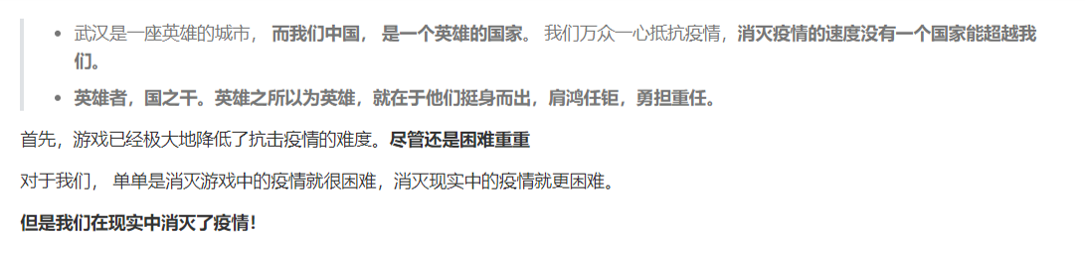 武汉是一座英雄的城市， 而我们中国， 是一个英雄的国家。 我们万众一心抵抗疫情，消灭疫情的速度没有一个国家能超越我
们。
英雄者，国之干。英雄之所以为英雄，就在于他们挺身而出，肩鸿任钜，勇担重任。
首先，游戏已经极大地降低了抗击疫情的难度。尽管还是困难重重
对于我们， 单单是消灭游戏中的疫情就很困难，消灭现实中的疫情就更困难。
但是我们在现实中消灭了疫情！